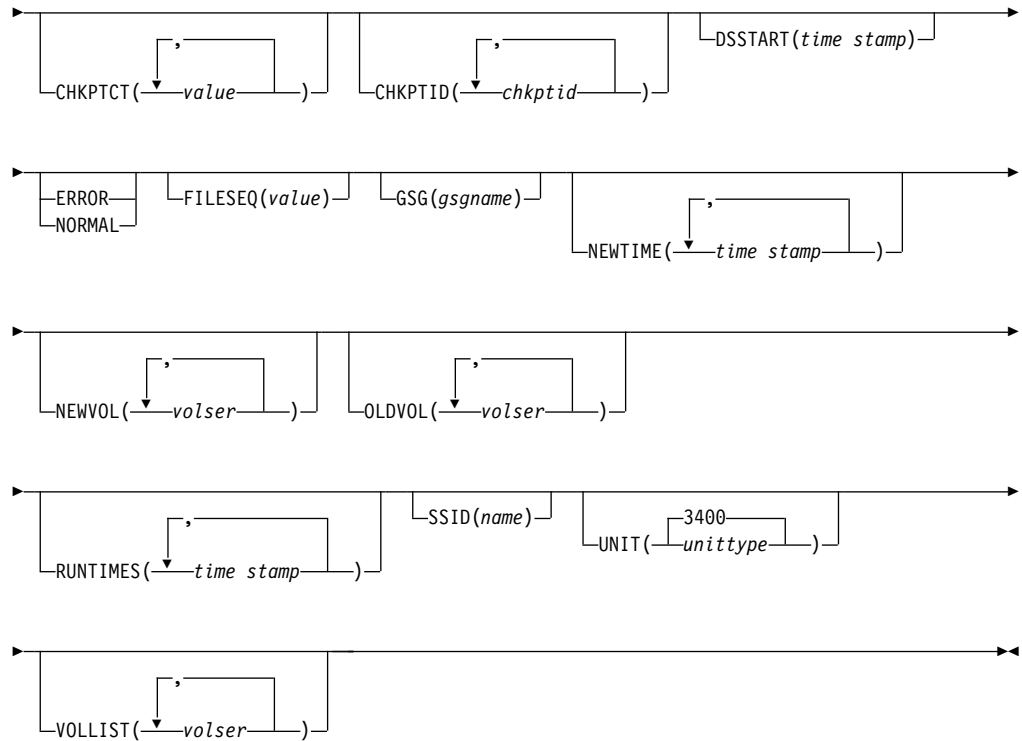 CHKPTCT( value , )
CHKPTID( chkptid , )
DSSTART(time stamp)
ERROR
NORMAL
FILESEQ(value)
GSG(gsgname)
NEWTIME( time stamp , )
NEWVOL( volser , )
OLDVOL( volser , )
RUNTIMES( time stamp , )
SSID(name)
UNIT( 3400 unittype )
VOLLIST( volser , )